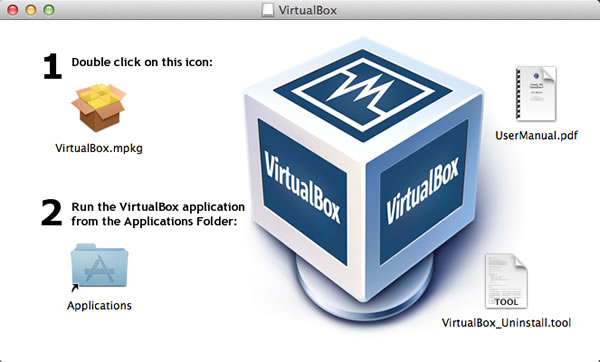 VirtualBox
1 Double click on this icon:
VirtualBox.mpkg
2 Run the VirtualBox application
from the Applications Folder:
Applications
VirtualBox
VirtualBox
UserManual.pdf
TOOL
VirtualBox_Uninstall.tool